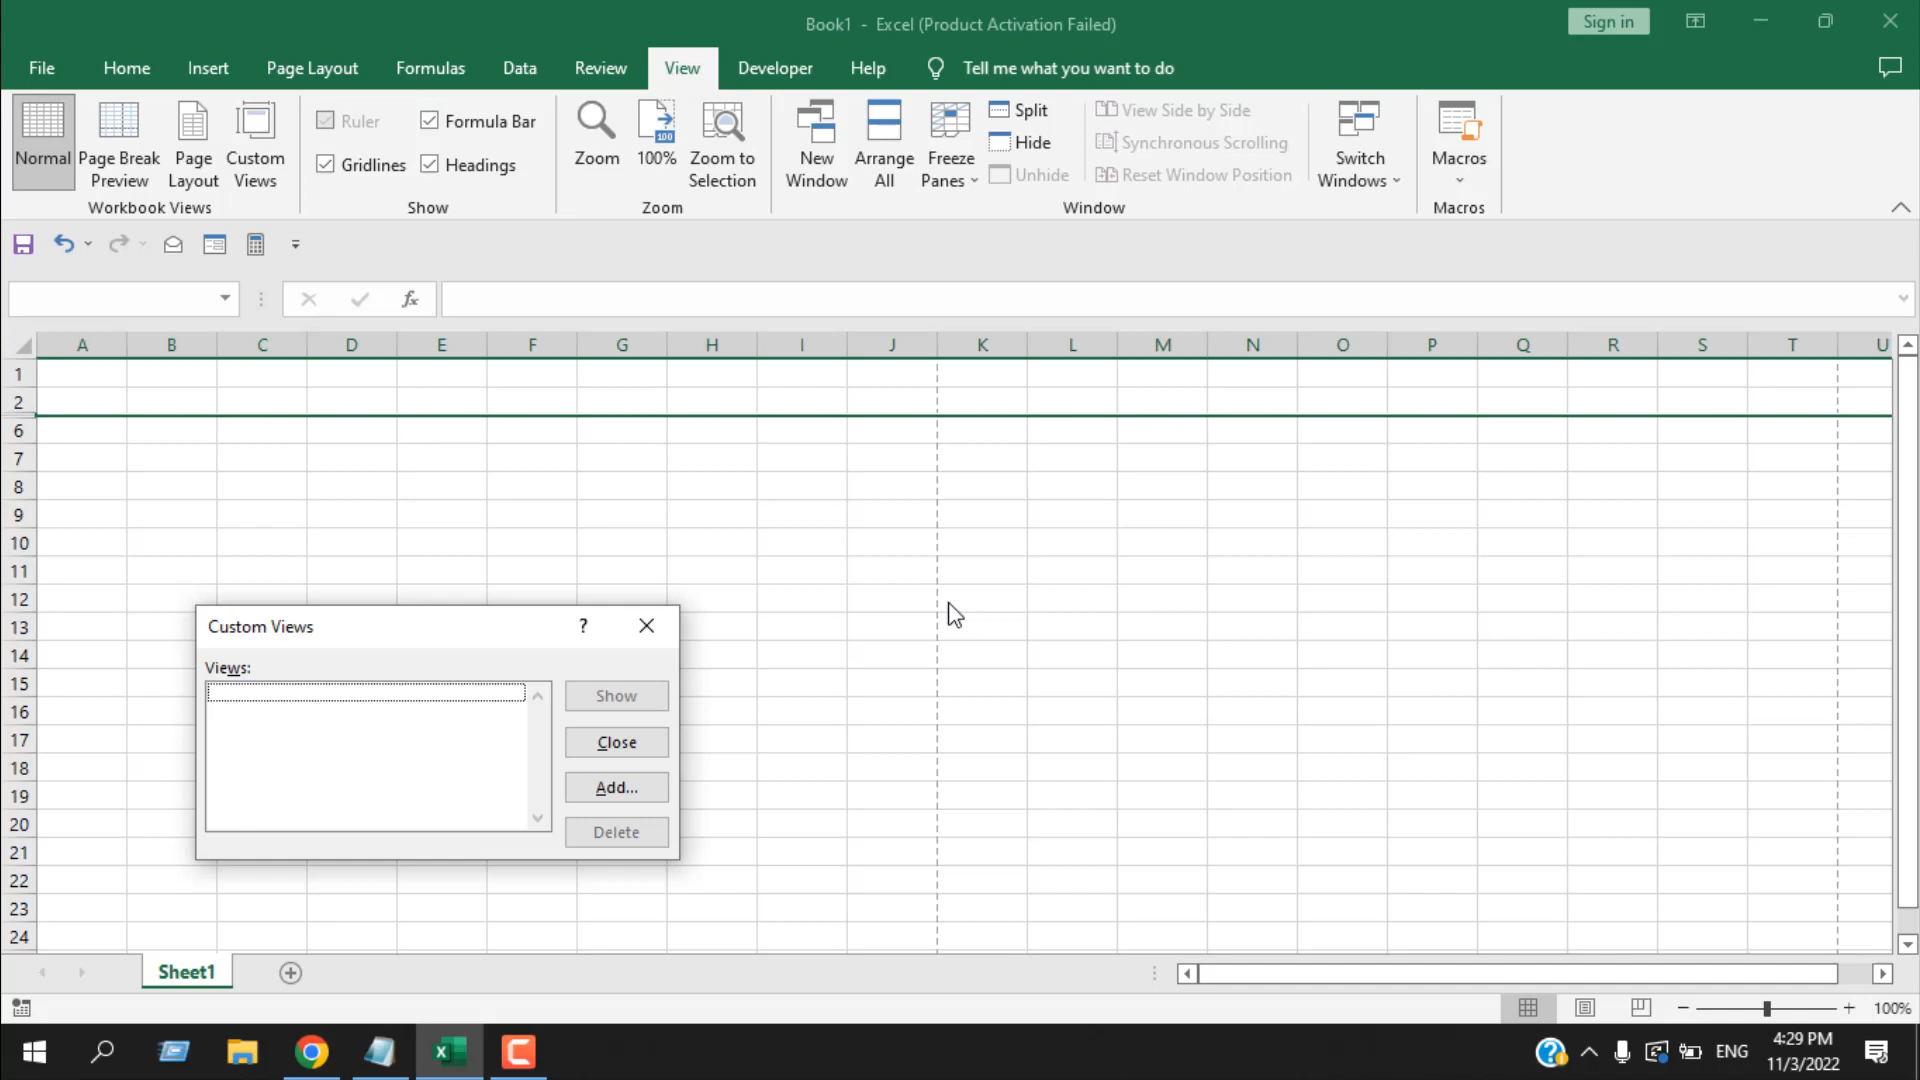 Book1 - Excel (Product Activation Failed)
Sign in
File Home Insert Page Layout Formulas Data Review View Developer Help Tell me what you want to do
Normal
Page Break Preview
Page Layout
Custom Views
Workbook Views
Ruler
Formula Bar
Gridlines
Headings
Show
Zoom
100
100%
Zoom to Selection
Zoom
New Window
Arrange All
Freeze Panes
Split
Hide
Unhide
View Side by Side
Synchronous Scrolling
Reset Window Position
Switch Windows
Window
Macros
Macros
fx
A B C D E F G H I J K L M N O P Q R S T U
1
2
6
7
8
9
10
11
12
13
14
15
16
17
18
19
20
21
22
23
24
Custom Views ?
Views:
Show
Close
Add...
Delete
Sheet1
100%
ENG
4:29 PM
11/3/2022